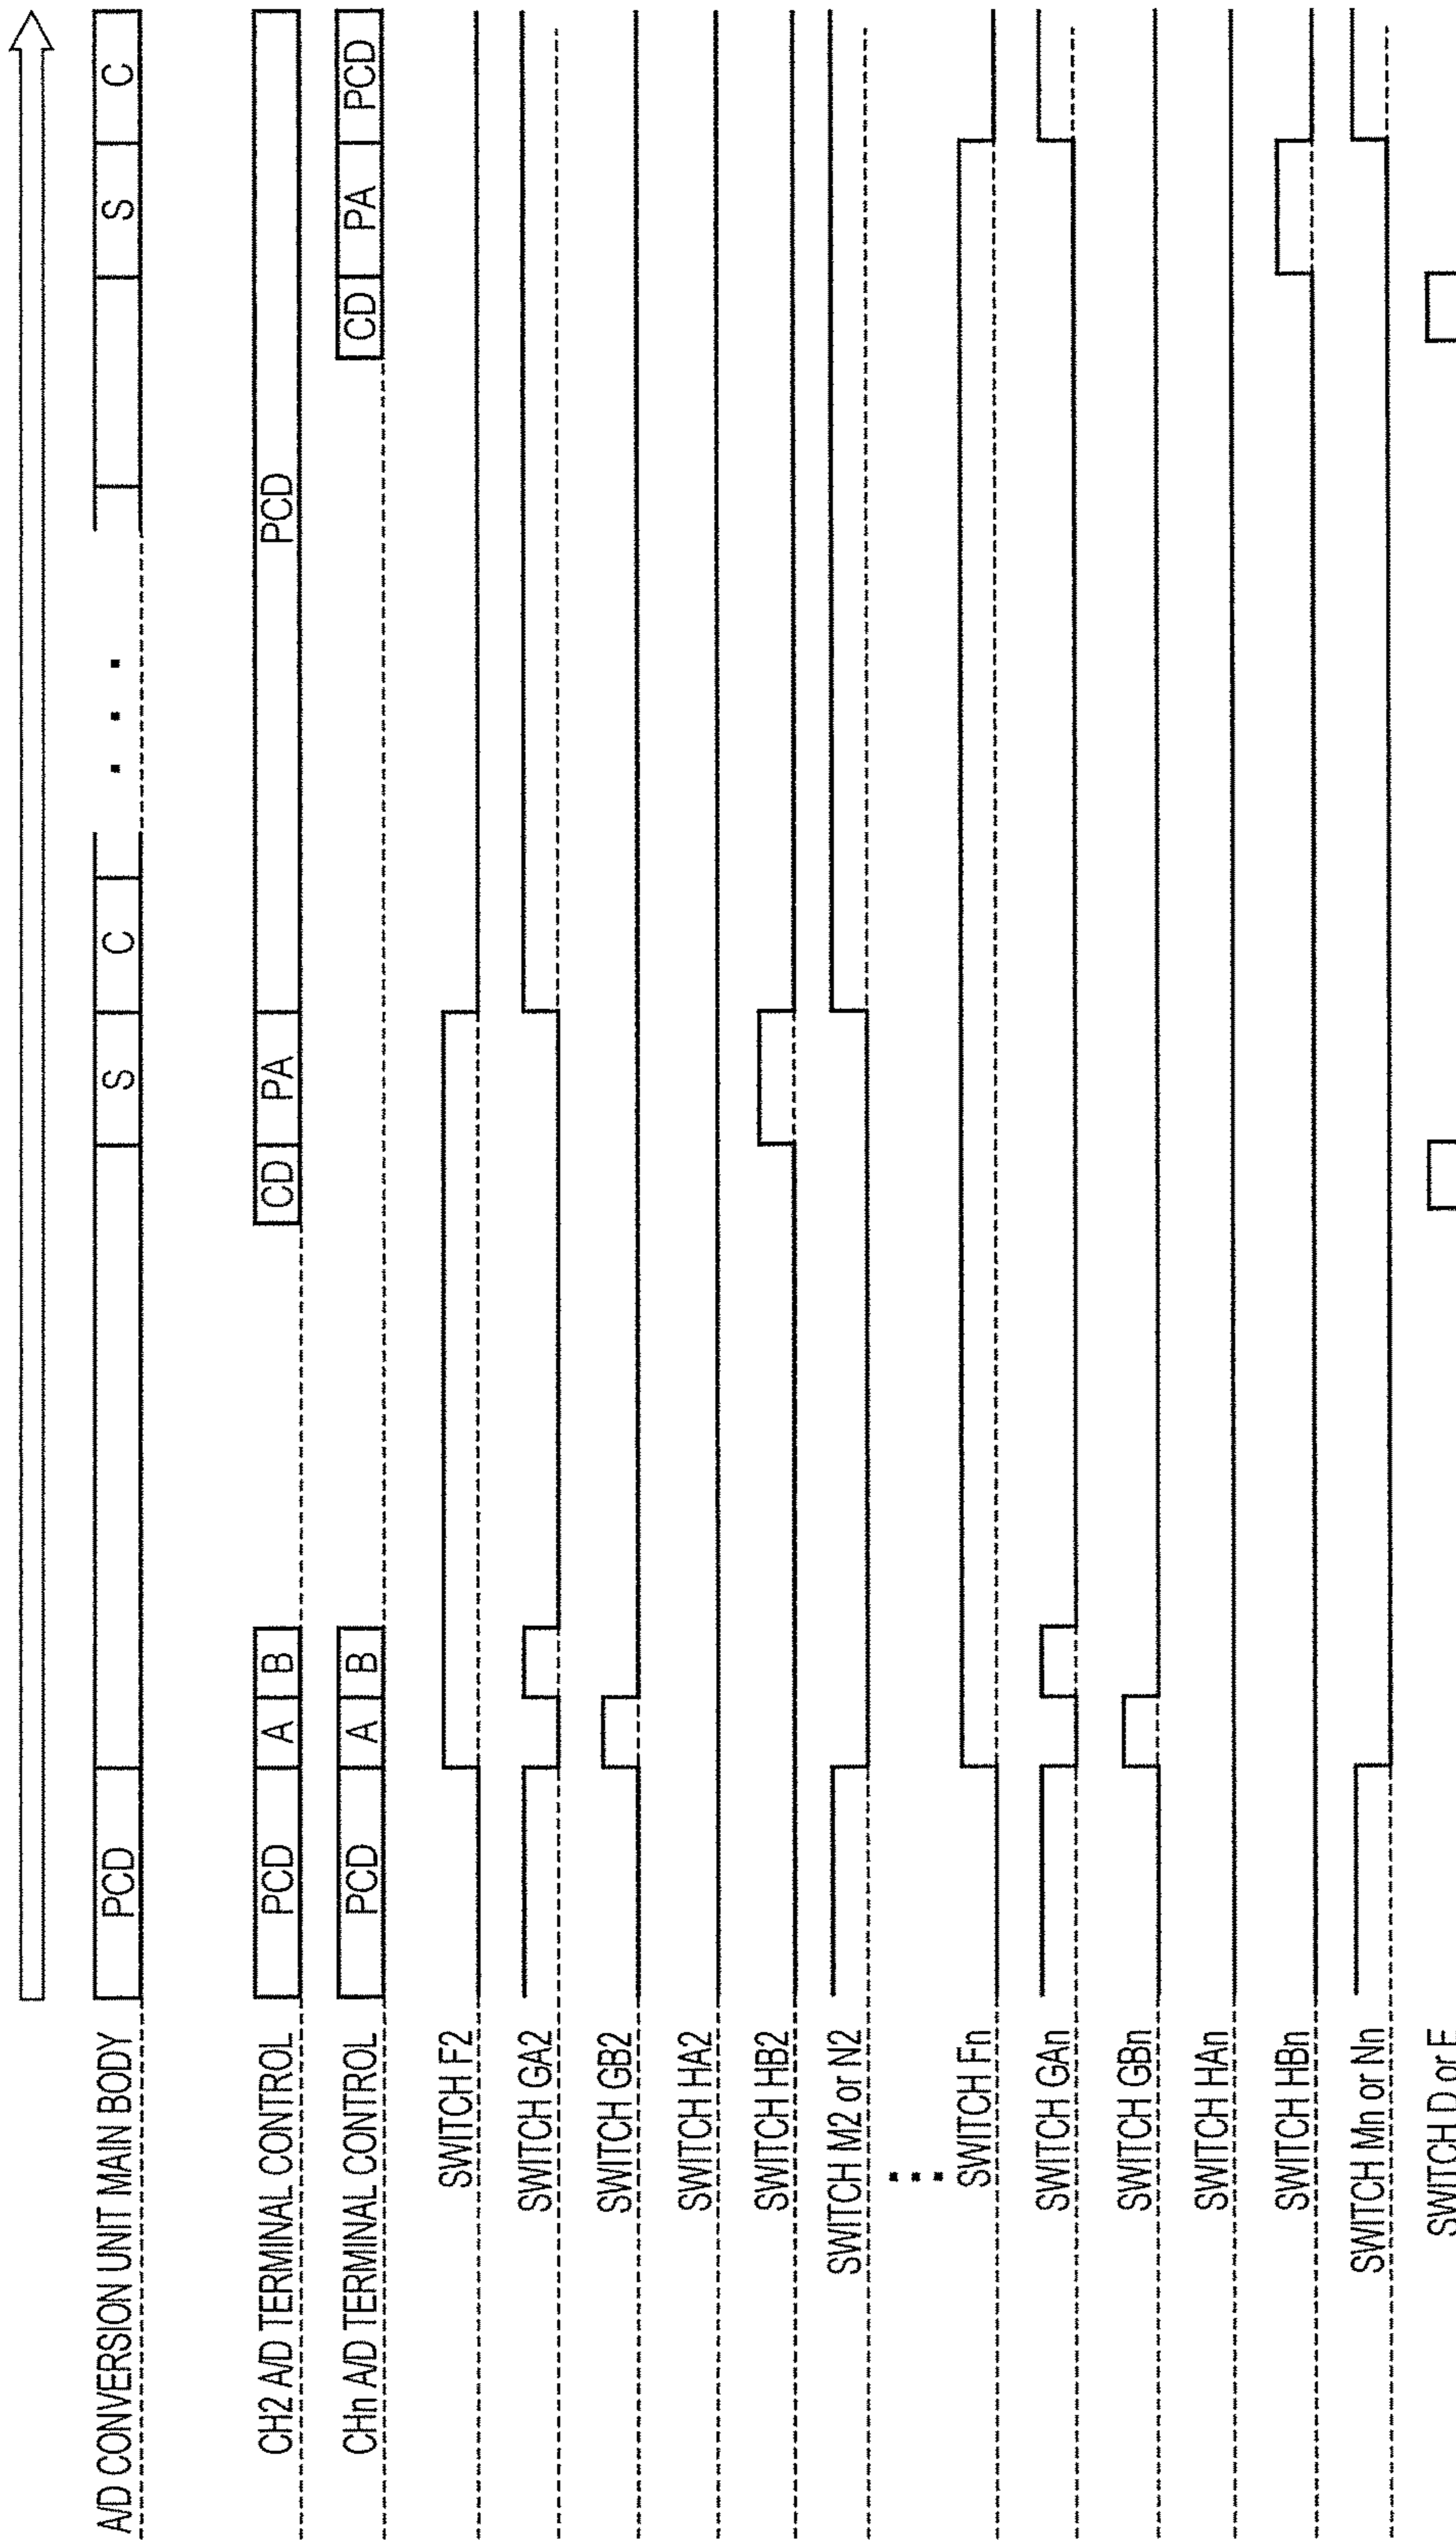 A/D CONVERSION UNIT MAIN BODY PCD S C . . . S C
CH2 A/D TERMINAL CONTROL PCD A B CD PA PCD
CHn A/D TERMINAL CONTROL PCD A B CD PA PCD
SWITCH F2
SWITCH GA2
SWITCH GB2
SWITCH HA2
SWITCH HB2
SWITCH M2 or N2
...
SWITCH Fn
SWITCH GAn
SWITCH GBn
SWITCH HAn
SWITCH HBn
SWITCH Mn or Nn
SWITCH D or